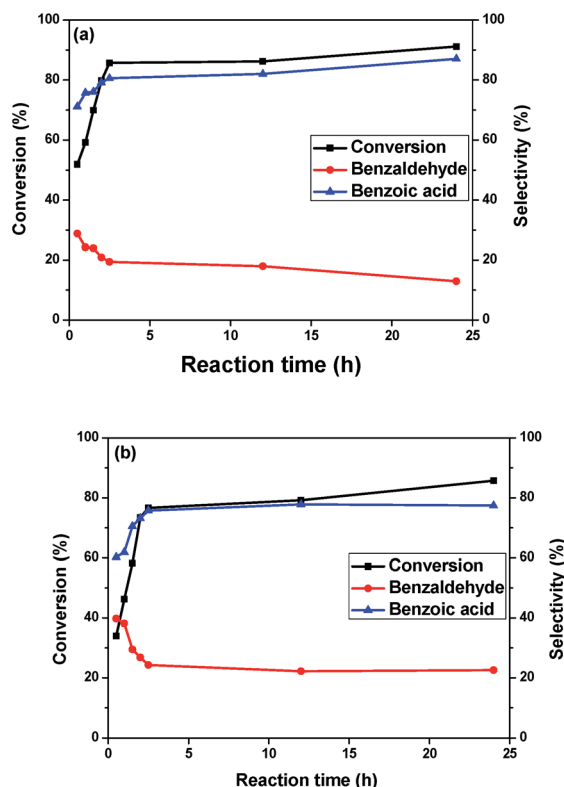 (a)
100
100
80
80
60
60
40
40
20
20
0
0
0
5
10
15
20
25
Conversion (%)
Selectivity (%)
Conversion
Benzaldehyde
Benzoic acid
Reaction time (h)
(b)
100
100
80
80
60
60
40
40
20
20
0
0
0
5
10
15
20
25
Conversion (%)
Selectivity (%)
Conversion
Benzaldehyde
Benzoic acid
Reaction time (h)